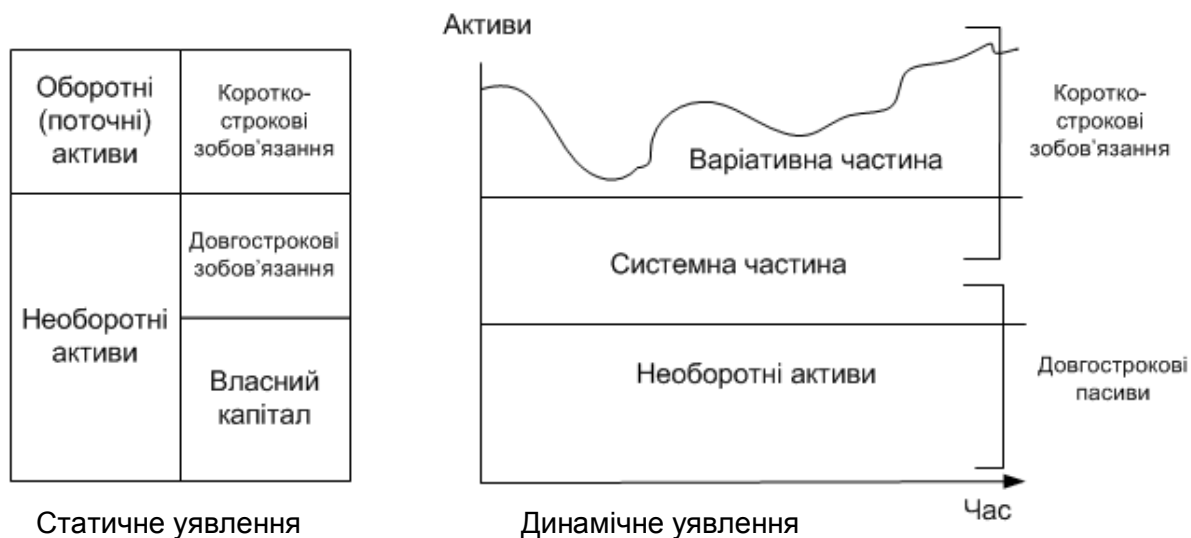 Оборотні
(поточні)
активи
Коротко-
строкові
зобов'язання
Необоротні
активи
Довгострокові
зобов'язання
Власний
капітал
Статичне уявлення
Активи
Варіативна частина
Системна частина
Необоротні активи
Коротко-
строкові
зобов'язання
Довгострокові
пасиви
Час
Динамічне уявлення